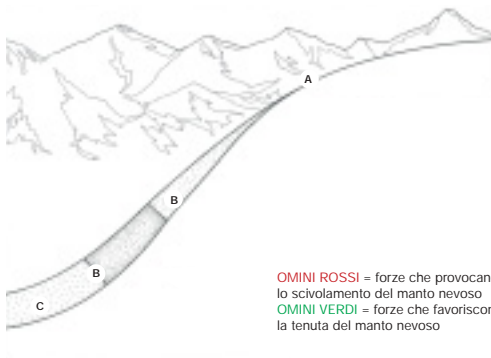 A
B
B
C
OMINI ROSSI = forze che provocan
lo scivolamento del manto nevoso
OMINI VERDI = forze che favoriscon
la tenuta del manto nevoso